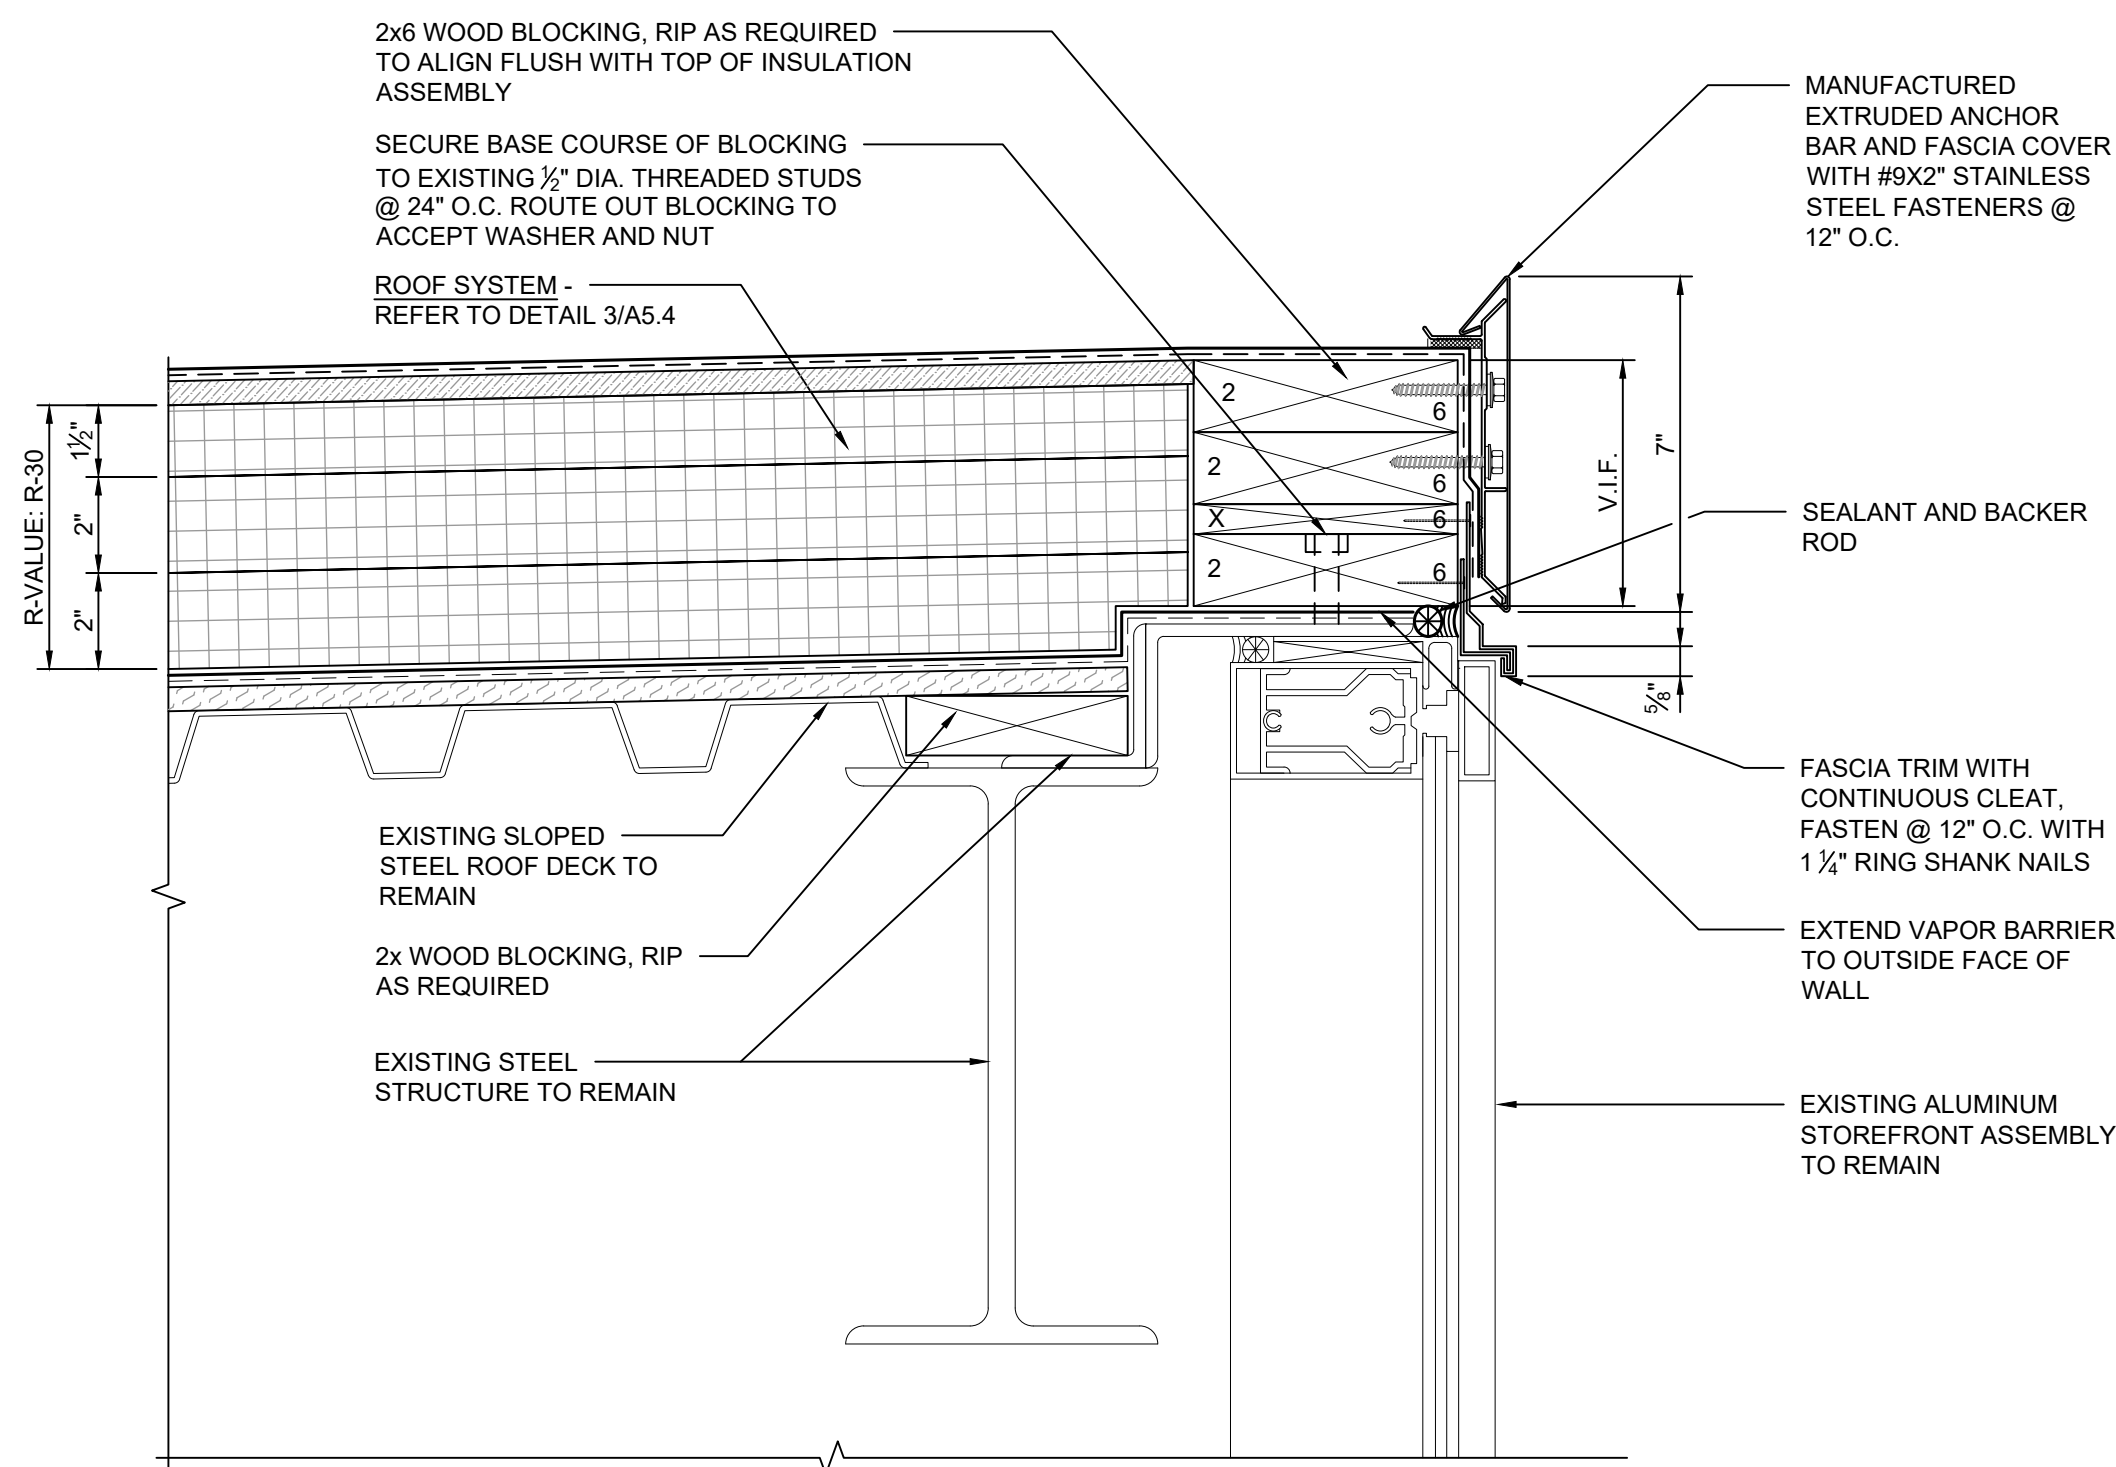 2x6 WOOD BLOCKING, RIP AS REQUIRED
TO ALIGN FLUSH WITH TOP OF INSULATION
ASSEMBLY
SECURE BASE COURSE OF BLOCKING
TO EXISTING ½" DIA. THREADED STUDS
@ 24" O.C. ROUTE OUT BLOCKING TO
ACCEPT WASHER AND NUT
ROOF SYSTEM -
REFER TO DETAIL 3/A5.4
MANUFACTURED
EXTRUDED ANCHOR
BAR AND FASCIA COVER
WITH #9X2" STAINLESS
STEEL FASTENERS @
12" O.C.
R-VALUE: R-30
1½"
2"
2"
2
6
2
6
X
6
2
6
V.I.F.
7"
⅝"
SEALANT AND BACKER
ROD
FASCIA TRIM WITH
CONTINUOUS CLEAT,
FASTEN @ 12" O.C. WITH
1 ¼" RING SHANK NAILS
EXISTING SLOPED
STEEL ROOF DECK TO
REMAIN
2x WOOD BLOCKING, RIP
AS REQUIRED
EXISTING STEEL
STRUCTURE TO REMAIN
EXTEND VAPOR BARRIER
TO OUTSIDE FACE OF
WALL
EXISTING ALUMINUM
STOREFRONT ASSEMBLY
TO REMAIN